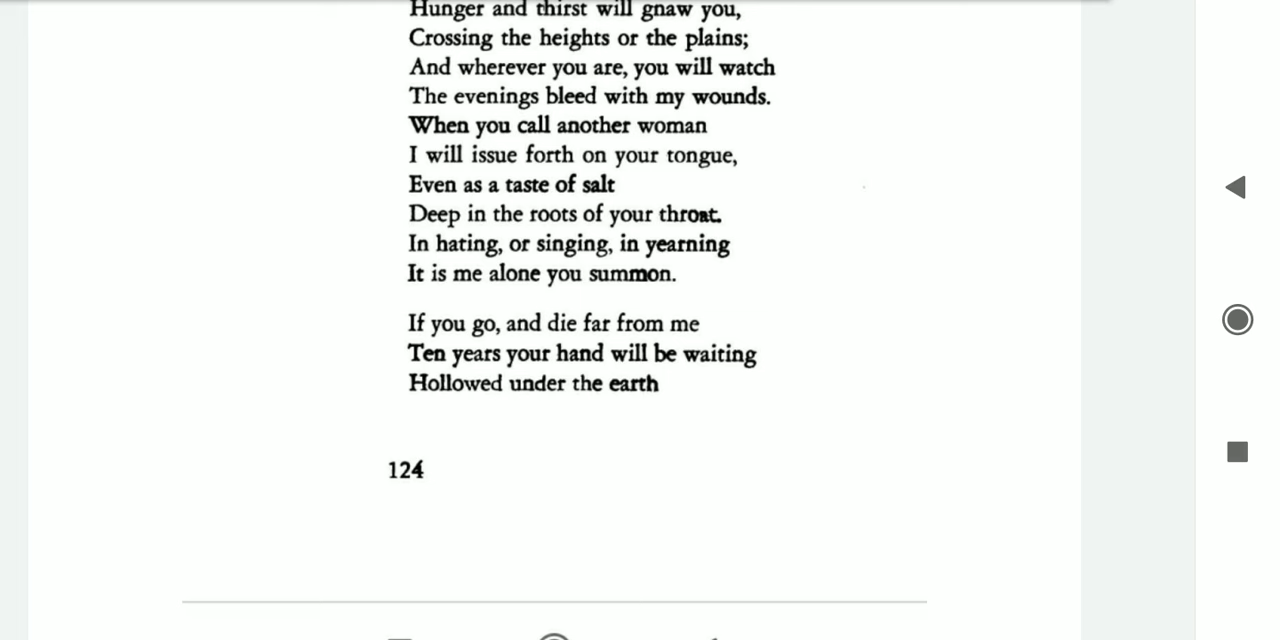 Hunger and thirst will gnaw you,
Crossing the heights or the plains;
And wherever you are, you will watch
The evenings bleed with my wounds.
When you call another woman
I will issue forth on your tongue,
Even as a taste of salt
Deep in the roots of your throat.
In hating, or singing, in yearning
It is me alone you summon.
If you go, and die far from me
Ten years your hand will be waiting
Hollowed under the earth
124